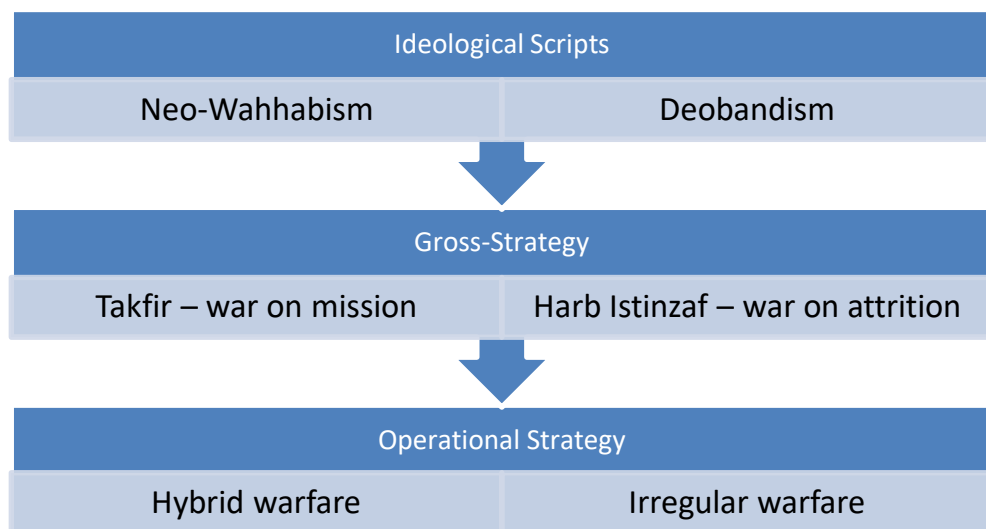 Ideological Scripts
Neo-Wahhabism
Deobandism
Gross-Strategy
Takfir – war on mission
Harb Istinzaf – war on attrition
Operational Strategy
Hybrid warfare
Irregular warfare